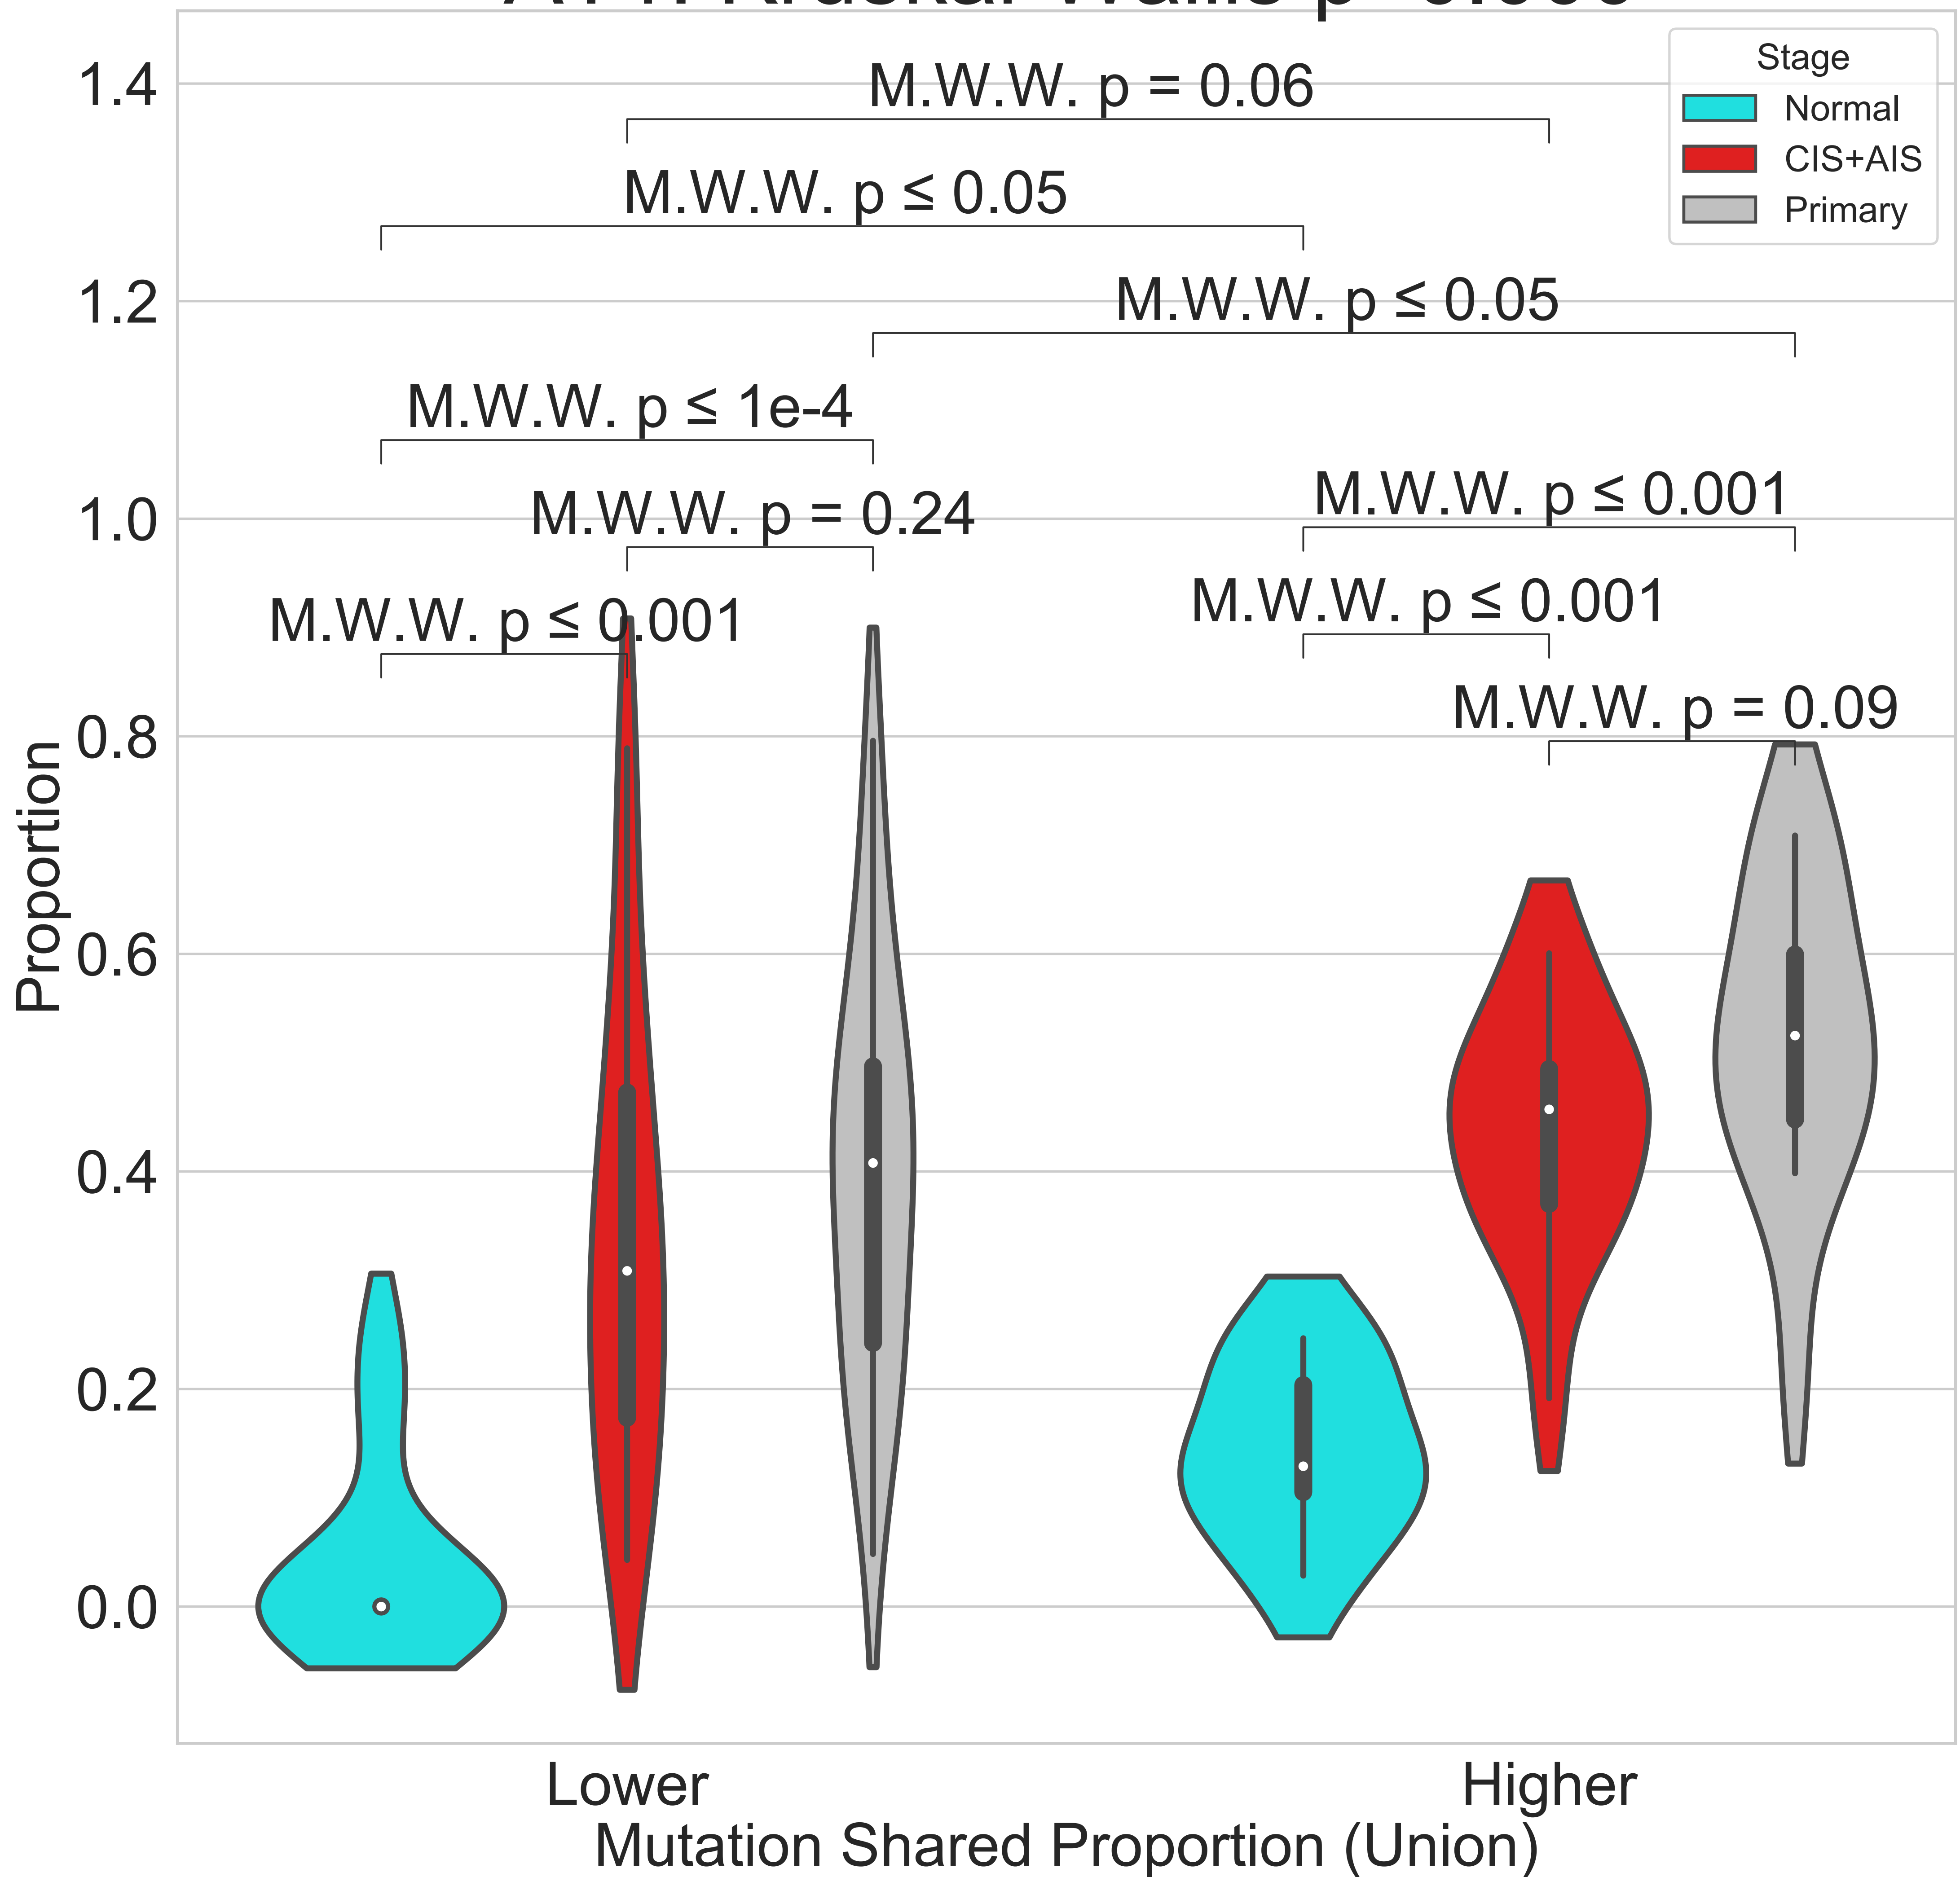 1.4
1.2
1.0
0.8
0.6
0.4
0.2
0.0
Proportion
M.W.W. p = 0.06
M.W.W. p ≤ 0.05
M.W.W. p ≤ 0.05
M.W.W. p ≤ 1e-4
M.W.W. p = 0.24
M.W.W. p ≤ 0.001
M.W.W. p ≤ 0.001
M.W.W. p ≤ 0.001
M.W.W. p = 0.09
Stage
Normal
CIS+AIS
Primary
Lower
Higher
Mutation Shared Proportion (Union)